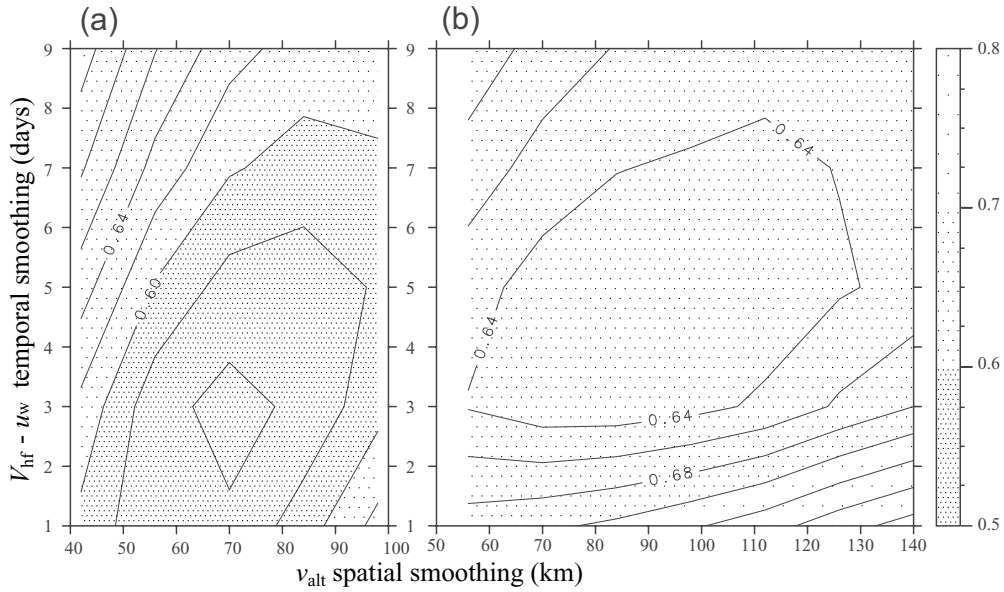 (a) (b)
9 9 0.8
8 8
7 7 0.7
6 6
5 5
4 4 0.6
3 3
2 2
1 1 0.5
V_hf - u_w temporal smoothing (days)
0.64
0.60
0.64
0.64
0.64
0.68
40 50 60 70 80 90 100 50 60 70 80 90 100 110 120 130 140
v_alt spatial smoothing (km)